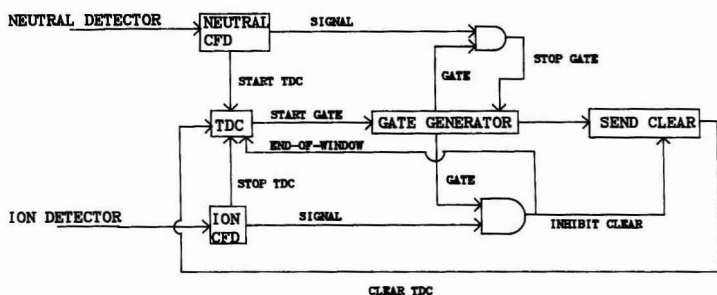 NEUTRAL DETECTOR
NEUTRAL
CFD
SIGNAL
STOP GATE
GATE
START TDC
TDC
START GATE
GATE GENERATOR
SEND CLEAR
END-OF-WINDOW
STOP TDC
GATE
ION DETECTOR
ION
CFD
SIGNAL
INHIBIT CLEAR
CLEAR TDC